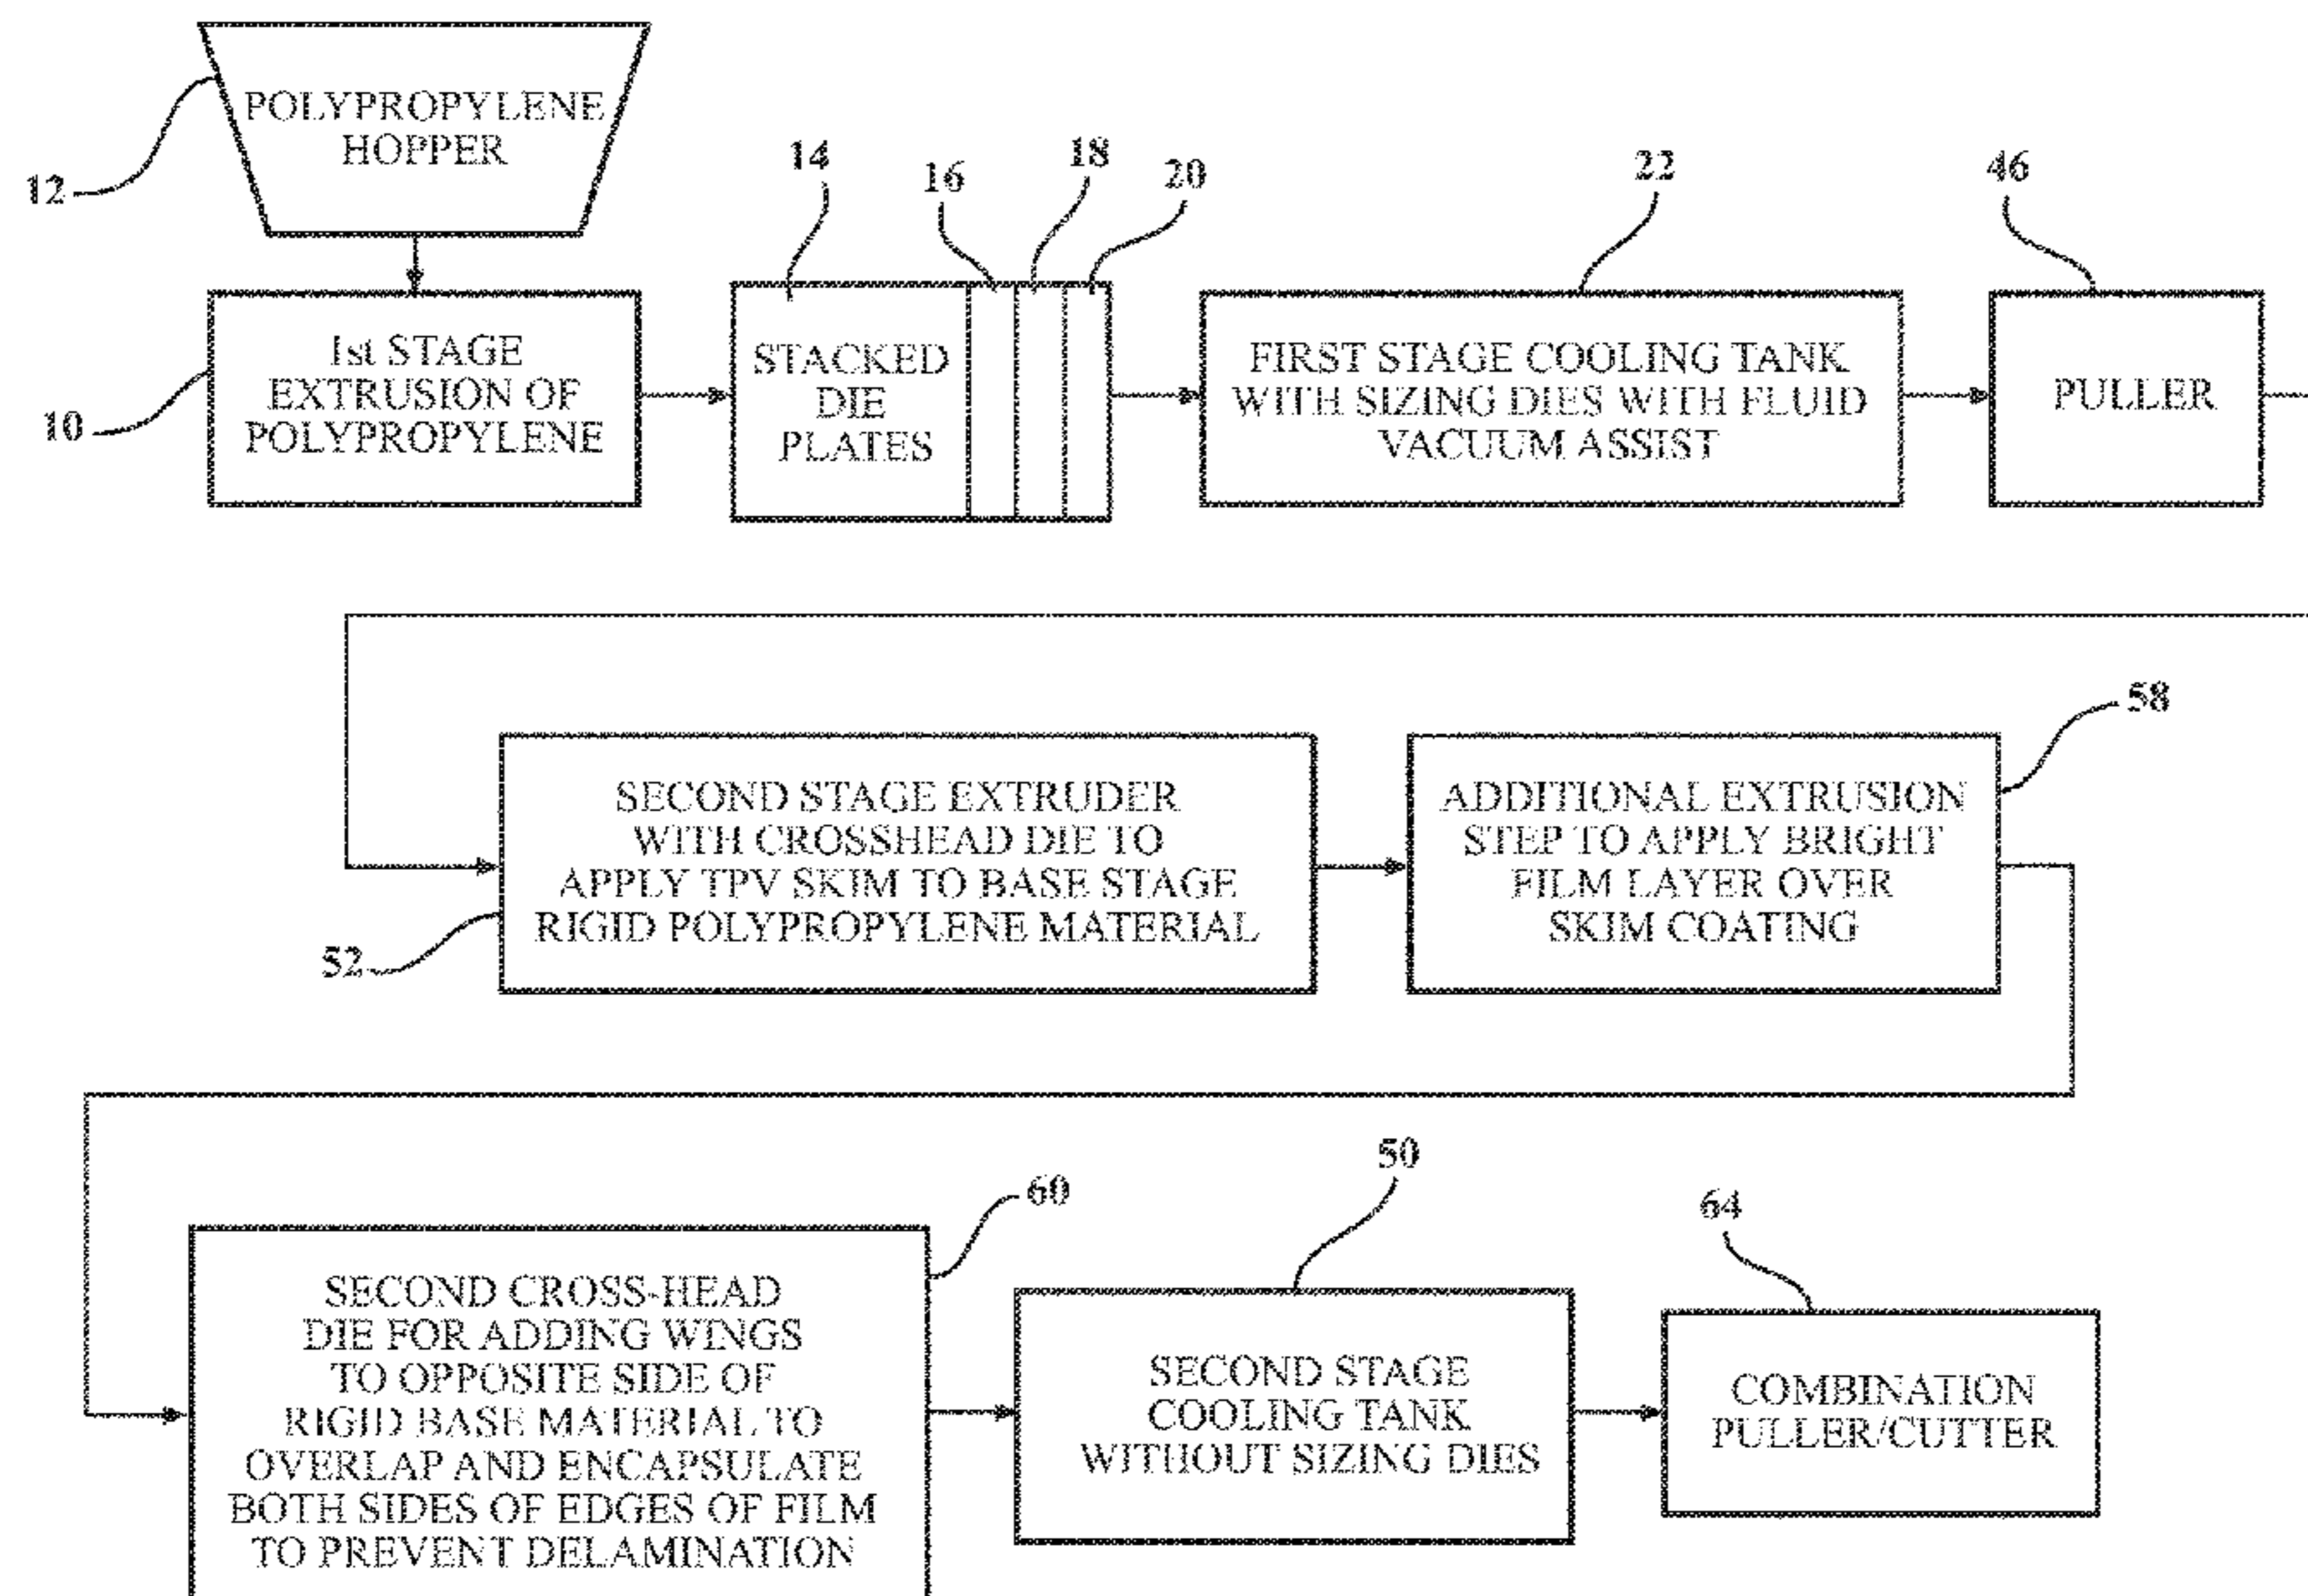 POLYPROPYLENE
HOPPER
12
14
16
18
20
22
46
1st STAGE
EXTRUSION OF
POLYPROPYLENE
10
STACKED
DIE
PLATES
FIRST STAGE COOLING TANK
WITH SIZING DIES WITH FLUID
VACUUM ASSIST
PULLER
SECOND STAGE EXTRUDER
WITH CROSSHEAD DIE TO
APPLY TPV SKIM TO BASE STAGE
RIGID POLYPROPYLENE MATERIAL
52
ADDITIONAL EXTRUSION
STEP TO APPLY BRIGHT
FILM LAYER OVER
SKIM COATING
58
SECOND CROSS-HEAD
DIE FOR ADDING WINGS
TO OPPOSITE SIDE OF
RIGID BASE MATERIAL TO
OVERLAP AND ENCAPSULATE
BOTH SIDES OF EDGES OF FILM
TO PREVENT DELAMINATION
60
50
SECOND STAGE
COOLING TANK
WITHOUT SIZING DIES
64
COMBINATION
PULLER/CUTTER